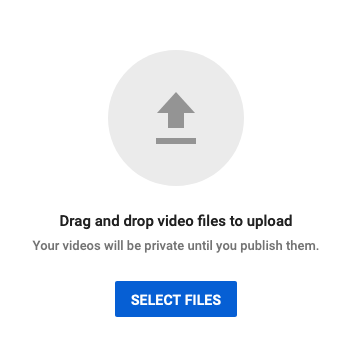 Drag and drop video files to upload
Your videos will be private until you publish them.
SELECT FILES